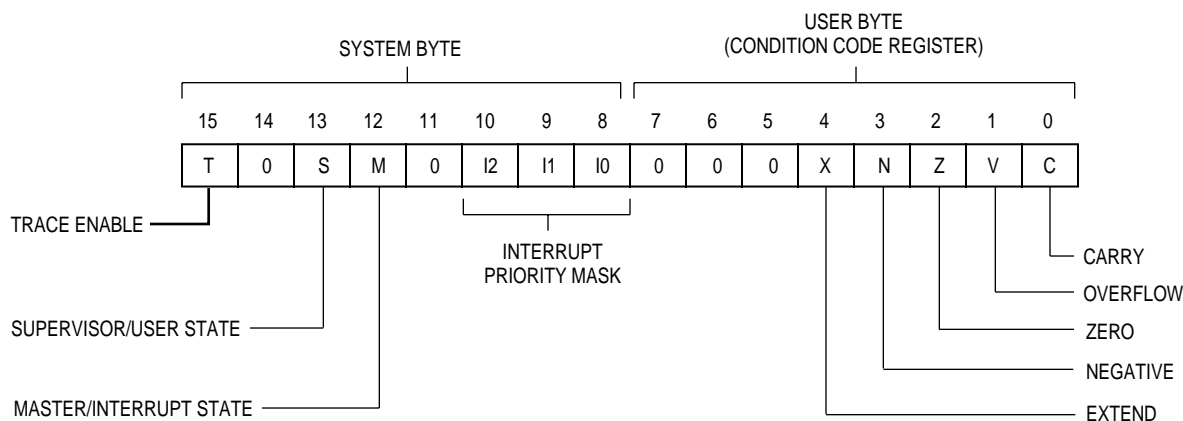 USER BYTE
SYSTEM BYTE (CONDITION CODE REGISTER)
15 14 13 12 11 10 9 8 7 6 5 4 3 2 1 0
T 0 S M 0 I2 I1 I0 0 0 0 X N Z V C
TRACE ENABLE
INTERRUPT
PRIORITY MASK
CARRY
OVERFLOW
SUPERVISOR/USER STATE
ZERO
NEGATIVE
MASTER/INTERRUPT STATE
EXTEND